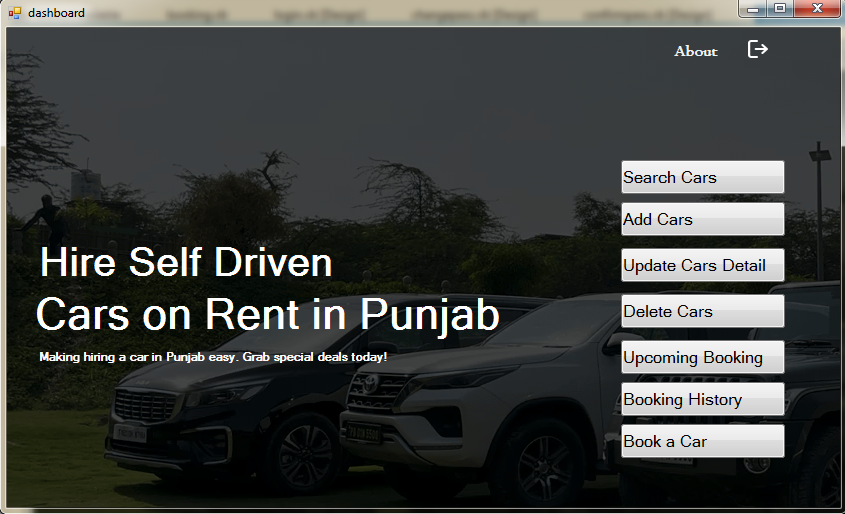 dashboard
About
Search Cars
Add Cars
Hire Self Driven
Update Cars Detail
Cars on Rent in Punjab
Delete Cars
Making hiring a car in Punjab easy. Grab special deals today!
Upcoming Booking
Booking History
Book a Car